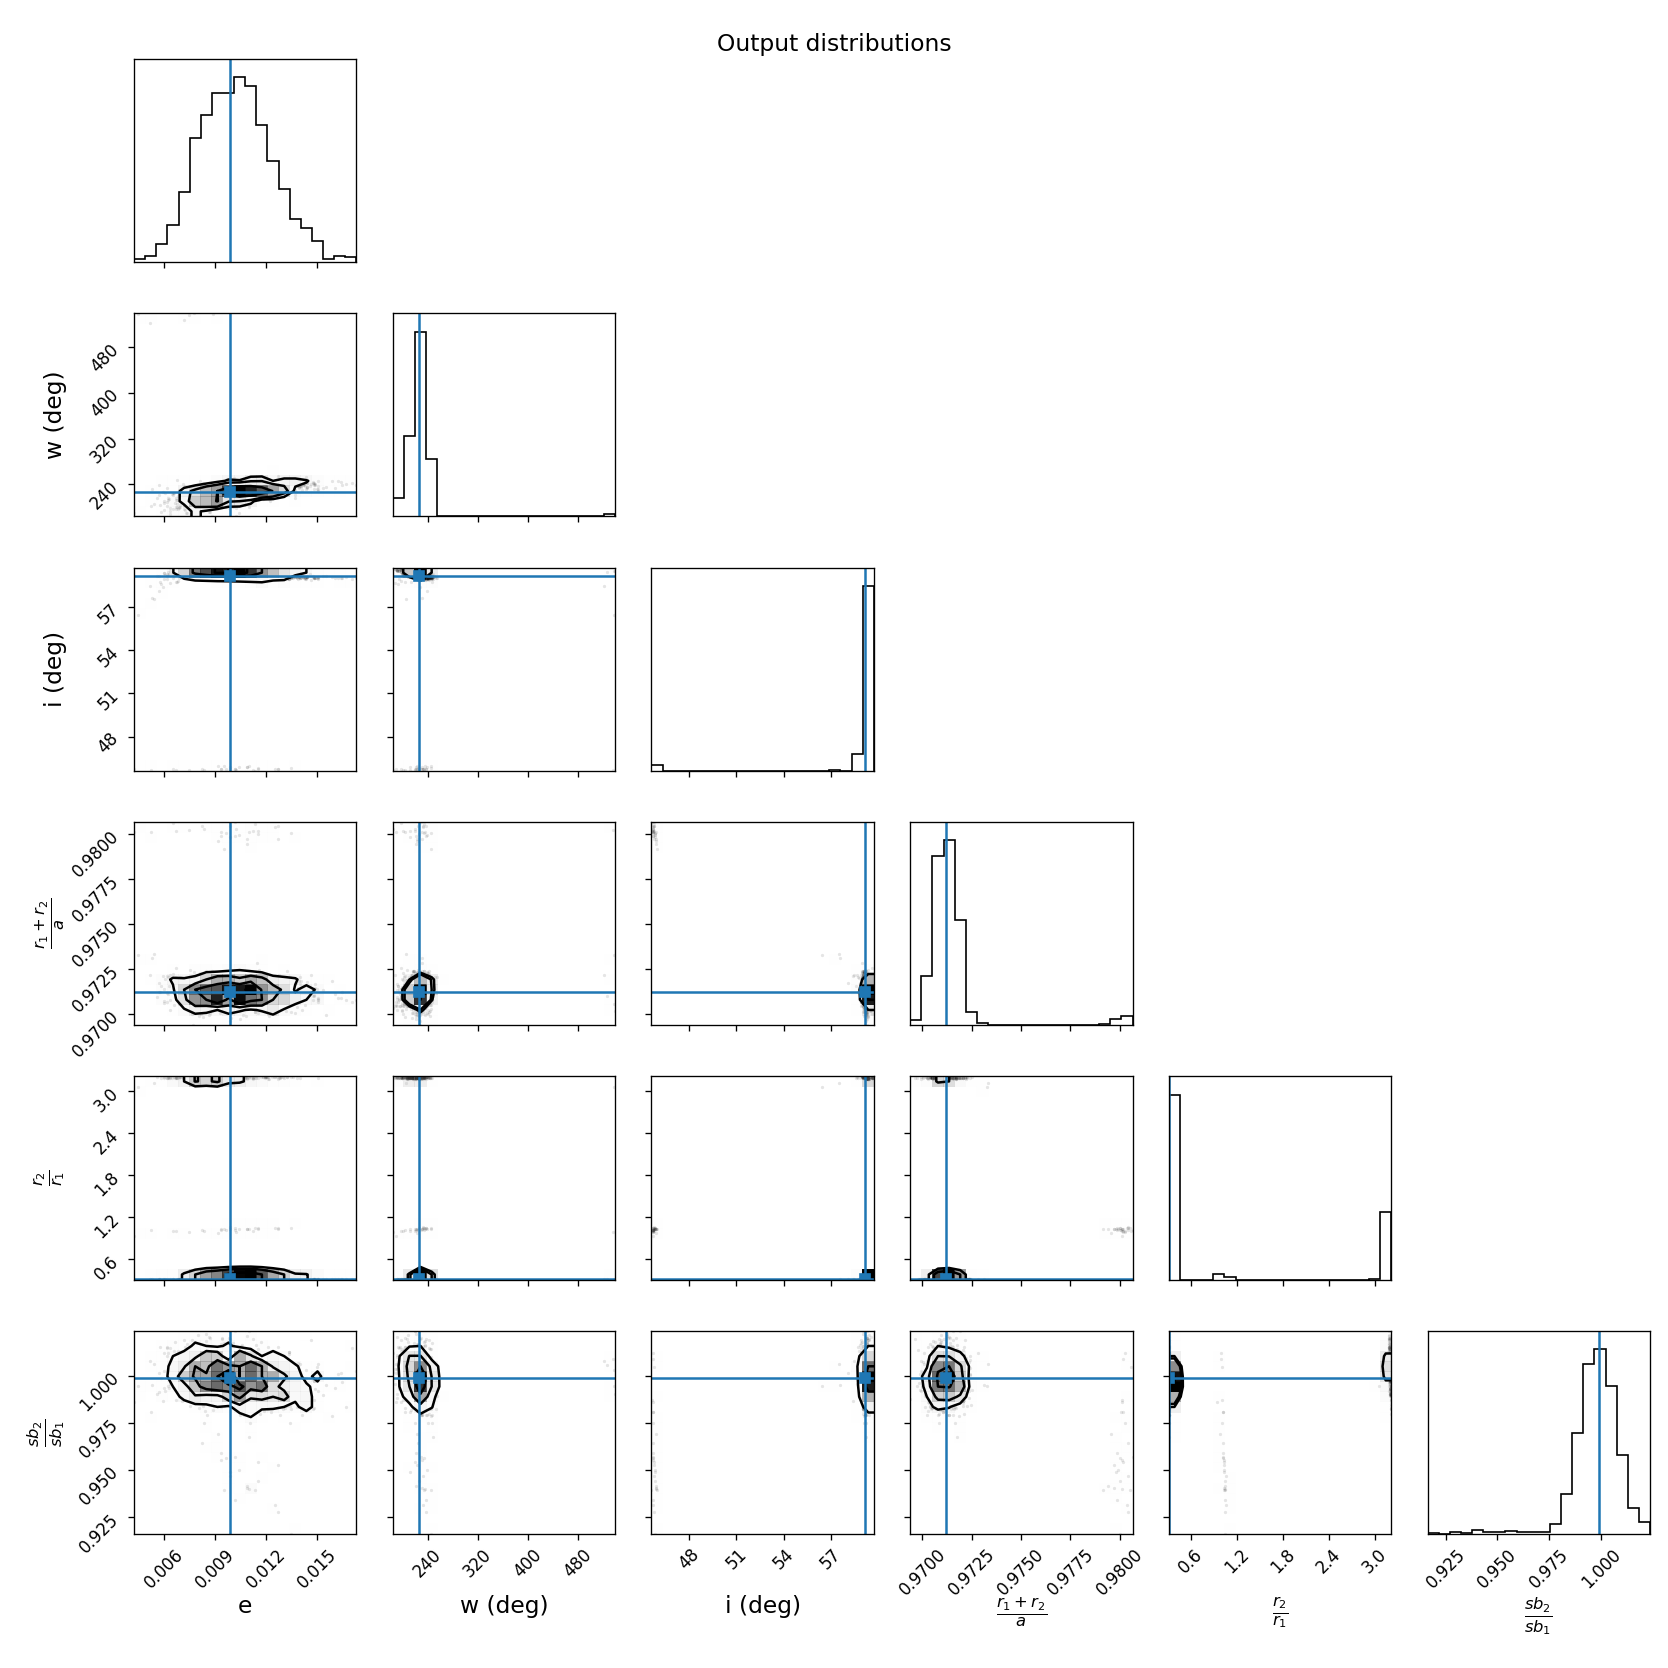 Output distributions
w (deg)
480
400
320
240
i (deg)
57
54
51
48
r₁ + r₂
a
0.9800
0.9775
0.9750
0.9725
0.9700
r₂
r₁
3.0
2.4
1.8
1.2
0.6
sb₂
sb₁
1.000
0.975
0.950
0.925
0.006 0.009 0.012 0.015 240 320 400 480 48 51 54 57 0.9700 0.9725 0.9750 0.9775 0.9800 0.6 1.2 1.8 2.4 3.0 0.925 0.950 0.975 1.000
e w (deg) i (deg) r₁ + r₂ r₂ sb₂
a r₁ sb₁